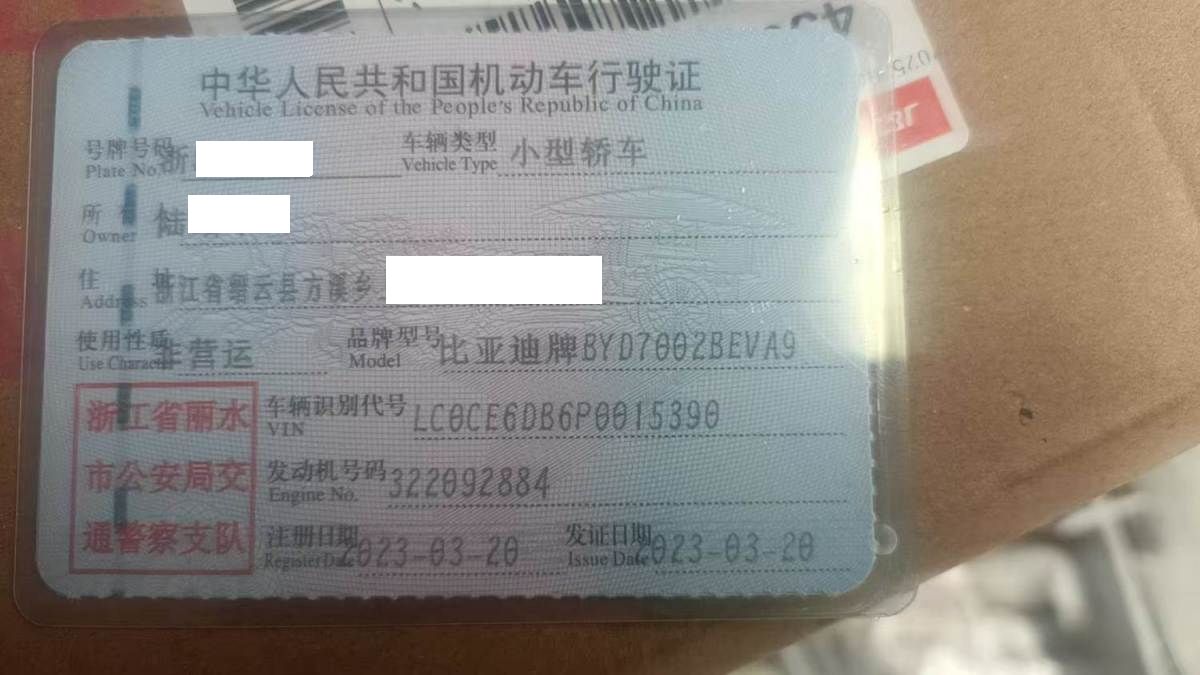 中华人民共和国机动车行驶证
Vehicle License of the People's Republic of China
号牌号码 浙 车辆类型 小型轿车
Plate No. Vehicle Type
所 人 陆
Owner
住 址 浙江省缙云县方溪乡
Address
使用性质 非营运 品牌型号 比亚迪牌BYD7002BEVA9
Use Character Model
浙江省丽水 车辆识别代号 LC0CE6DB6P0015390
VIN
市公安局交 发动机号码 322092884
Engine No.
通警察支队 注册日期 2023-03-20 发证日期 2023-03-20
Register Date Issue Date